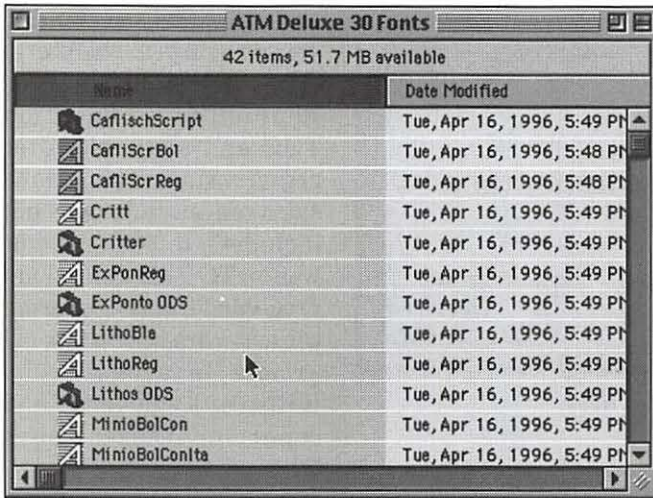 ATM Deluxe 30 Fonts
42 items, 51.7 MB available
Name Date Modified
CaflischScript Tue, Apr 16, 1996, 5:49 PM
CafliScrBol Tue, Apr 16, 1996, 5:48 PM
CafliScrReg Tue, Apr 16, 1996, 5:48 PM
Critt Tue, Apr 16, 1996, 5:49 PM
Critter Tue, Apr 16, 1996, 5:49 PM
ExPonReg Tue, Apr 16, 1996, 5:49 PM
ExPonto ODS Tue, Apr 16, 1996, 5:49 PM
LithoBla Tue, Apr 16, 1996, 5:49 PM
LithoReg Tue, Apr 16, 1996, 5:49 PM
Lithos ODS Tue, Apr 16, 1996, 5:49 PM
MinioBolCon Tue, Apr 16, 1996, 5:49 PM
MinioBolConIta Tue, Apr 16, 1996, 5:49 PM